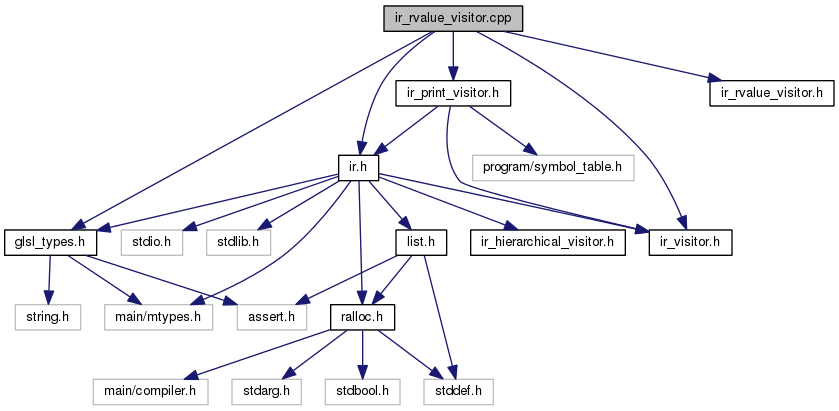 ir_rvalue_visitor.cpp
ir_print_visitor.h
ir_rvalue_visitor.h
ir.h
program/symbol_table.h
glsl_types.h
stdio.h
stdlib.h
list.h
ir_hierarchical_visitor.h
ir_visitor.h
string.h
main/mtypes.h
assert.h
ralloc.h
main/compiler.h
stdarg.h
stdbool.h
stddef.h